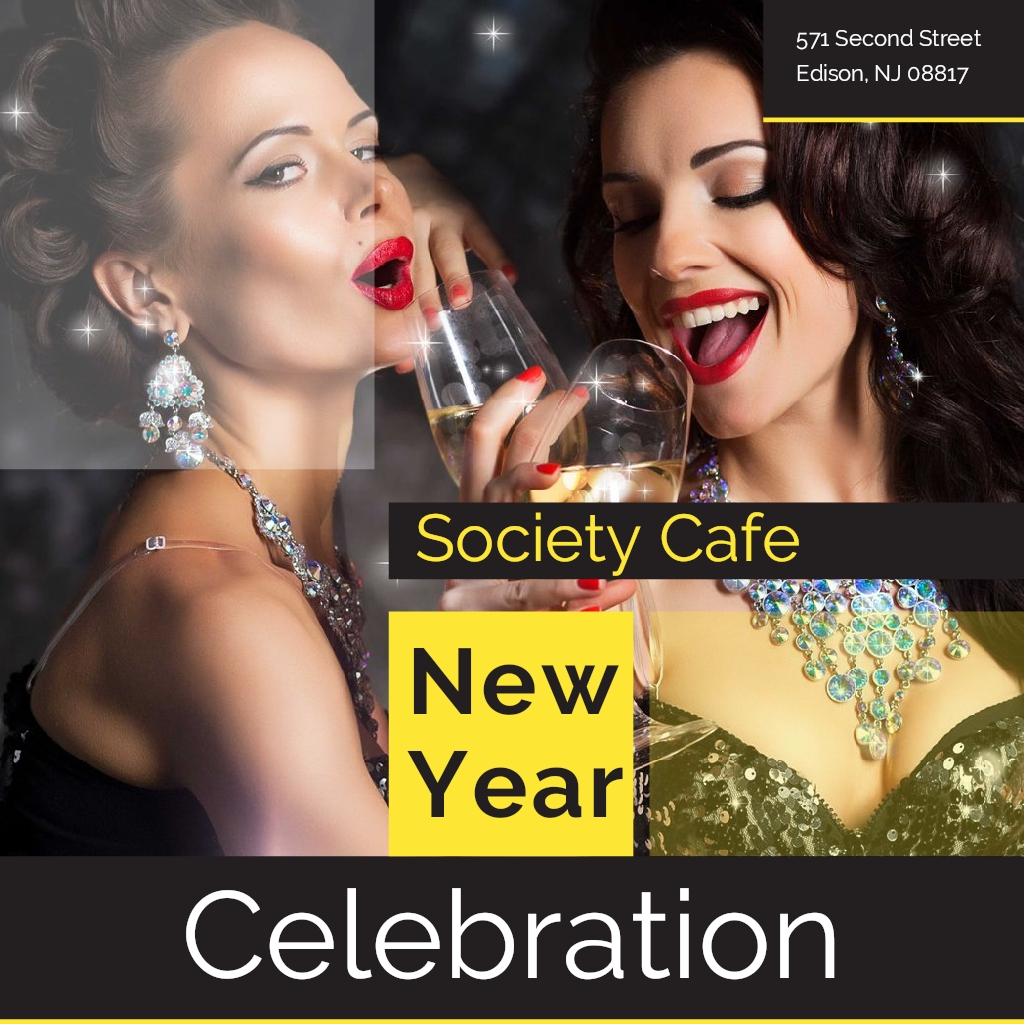 571 Second Street
Edison, NJ 08817
Society Cafe
New
Year
Celebration